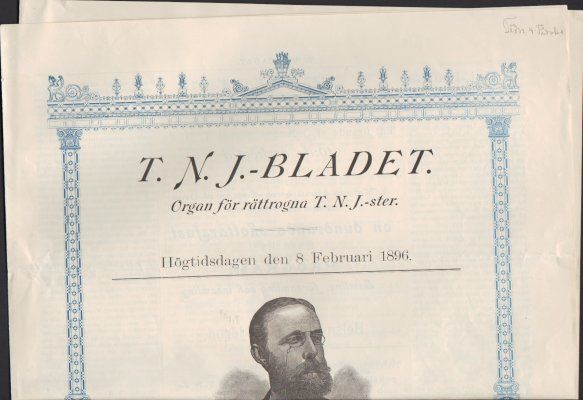 T. N. J.-BLADET.
Organ för rättrogna T. N. J.-ster.
Högtidsdagen den 8 Februari 1896.